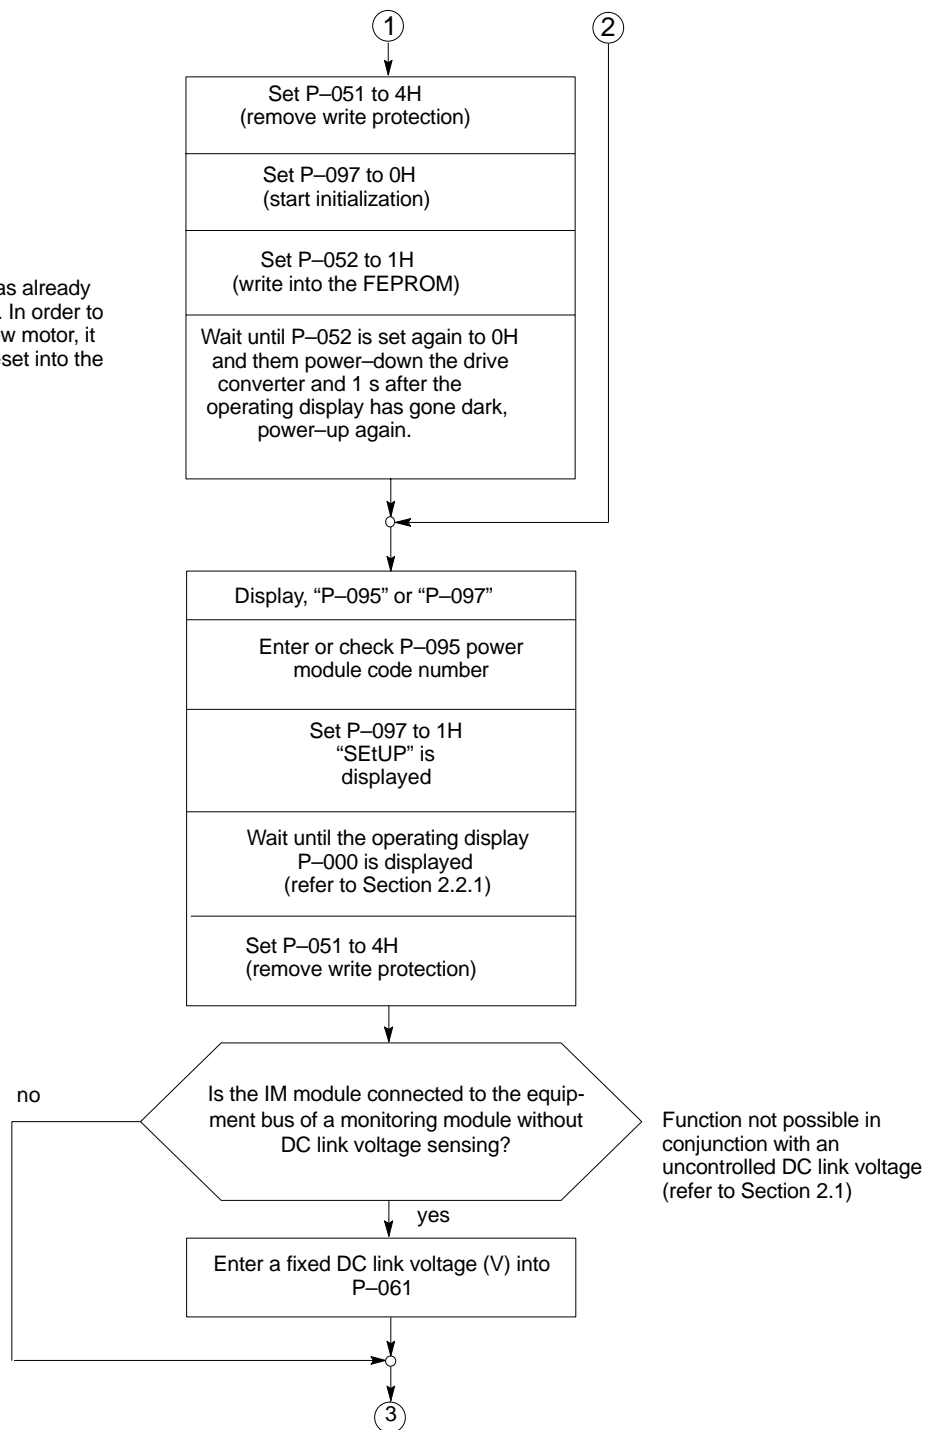 1
2
Set P–051 to 4H
(remove write protection)
Set P–097 to 0H
(start initialization)
Set P–052 to 1H
(write into the FEPROM)
as already
. In order to
w motor, it
set into the
Wait until P–052 is set again to 0H
and them power–down the drive
converter and 1 s after the
operating display has gone dark,
power–up again.
Display, “P–095” or “P–097”
Enter or check P–095 power
module code number
Set P–097 to 1H
“SEtUP” is
displayed
Wait until the operating display
P–000 is displayed
(refer to Section 2.2.1)
Set P–051 to 4H
(remove write protection)
no
Is the IM module connected to the equip-
ment bus of a monitoring module without
DC link voltage sensing?
Function not possible in
conjunction with an
uncontrolled DC link voltage
(refer to Section 2.1)
yes
Enter a fixed DC link voltage (V) into
P–061
3